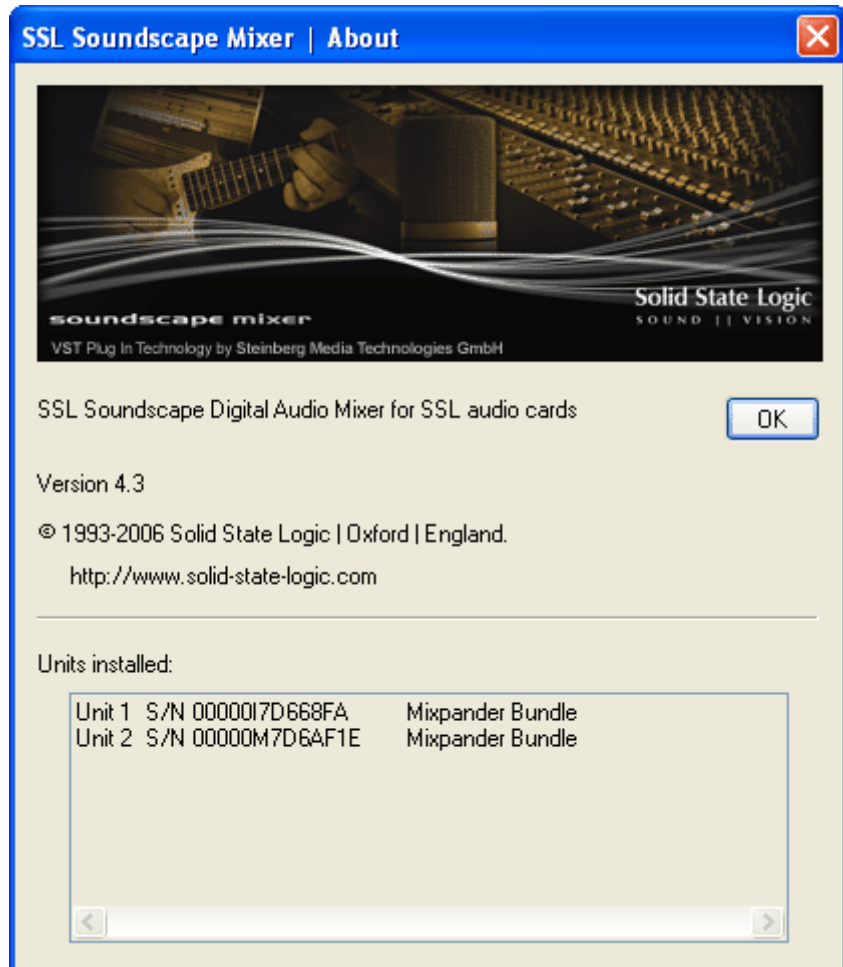 SSL Soundscape Mixer | About
soundscape mixer
Solid State Logic
SOUND || VISION
VST Plug In Technology by Steinberg Media Technologies GmbH
SSL Soundscape Digital Audio Mixer for SSL audio cards
OK
Version 4.3
© 1993-2006 Solid State Logic | Oxford | England.
http://www.solid-state-logic.com
Units installed:
Unit 1 S/N 00000I7D668FA Mixpander Bundle
Unit 2 S/N 00000M7D6AF1E Mixpander Bundle